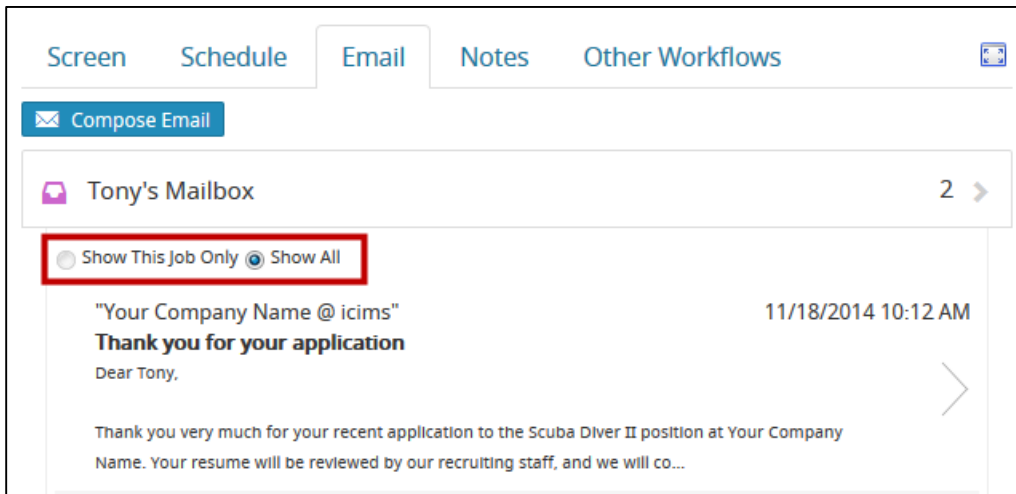 Screen Schedule Email Notes Other Workflows
Compose Email
Tony's Mailbox 2
Show This Job Only Show All
"Your Company Name @ icims" 11/18/2014 10:12 AM
Thank you for your application
Dear Tony,
Thank you very much for your recent application to the Scuba Diver II position at Your Company
Name. Your resume will be reviewed by our recruiting staff, and we will co...